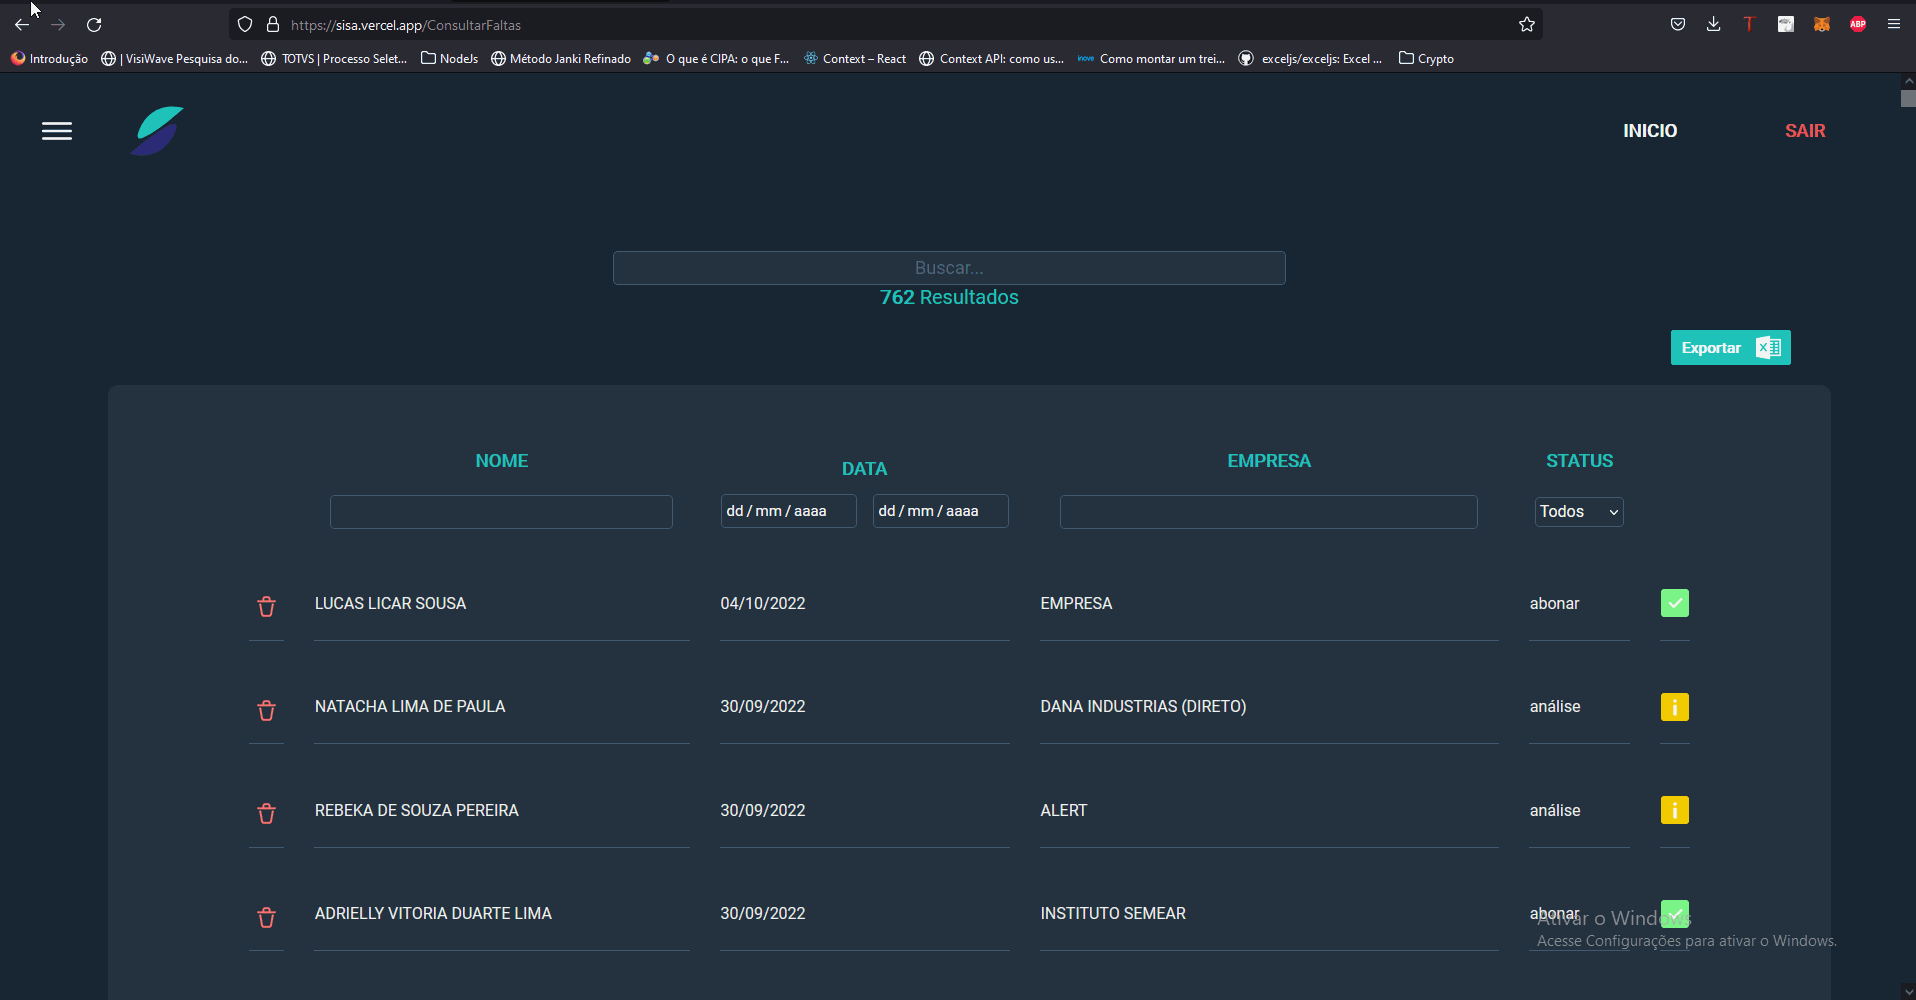 https://sisa.vercel.app/ConsultarFaltas
Introdução | VisiWave Pesquisa do... TOTVS | Processo Selet... NodeJs Método Janki Refinado O que é CIPA: o que F... Context – React Context API: como us... inove Como montar um trei... exceljs/exceljs: Excel ... Crypto
ABP
INICIO SAIR
Buscar...
762 Resultados
Exportar
NOME DATA EMPRESA STATUS
dd / mm / aaaa dd / mm / aaaa Todos
LUCAS LICAR SOUSA 04/10/2022 EMPRESA abonar
NATACHA LIMA DE PAULA 30/09/2022 DANA INDUSTRIAS (DIRETO) análise
REBEKA DE SOUZA PEREIRA 30/09/2022 ALERT análise
ADRIELLY VITORIA DUARTE LIMA 30/09/2022 INSTITUTO SEMEAR abonar
Ativar o Windows
Acesse Configurações para ativar o Windows.